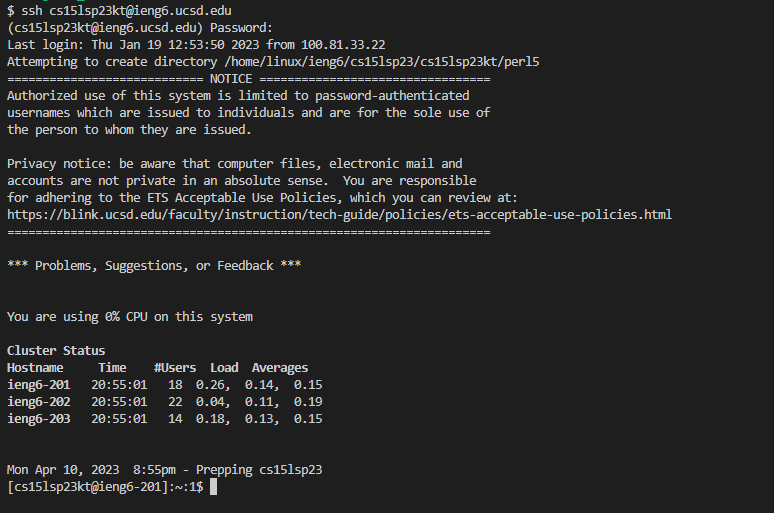 $ ssh cs15lsp23kt@ieng6.ucsd.edu
(cs15lsp23kt@ieng6.ucsd.edu) Password:
Last login: Thu Jan 19 12:53:50 2023 from 100.81.33.22
Attempting to create directory /home/linux/ieng6/cs15lsp23/cs15lsp23kt/perl5
============================ NOTICE =================================
Authorized use of this system is limited to password-authenticated
usernames which are issued to individuals and are for the sole use of
the person to whom they are issued.

Privacy notice: be aware that computer files, electronic mail and
accounts are not private in an absolute sense.  You are responsible
for adhering to the ETS Acceptable Use Policies, which you can review at:
https://blink.ucsd.edu/faculty/instruction/tech-guide/policies/ets-acceptable-use-policies.html
=====================================================================

*** Problems, Suggestions, or Feedback ***

You are using 0% CPU on this system

Cluster Status
Hostname     Time    #Users  Load  Averages
ieng6-201   20:55:01   18  0.26,  0.14,  0.15
ieng6-202   20:55:01   22  0.04,  0.11,  0.19
ieng6-203   20:55:01   14  0.18,  0.13,  0.15

Mon Apr 10, 2023  8:55pm - Prepping cs15lsp23
[cs15lsp23kt@ieng6-201]:~:1$